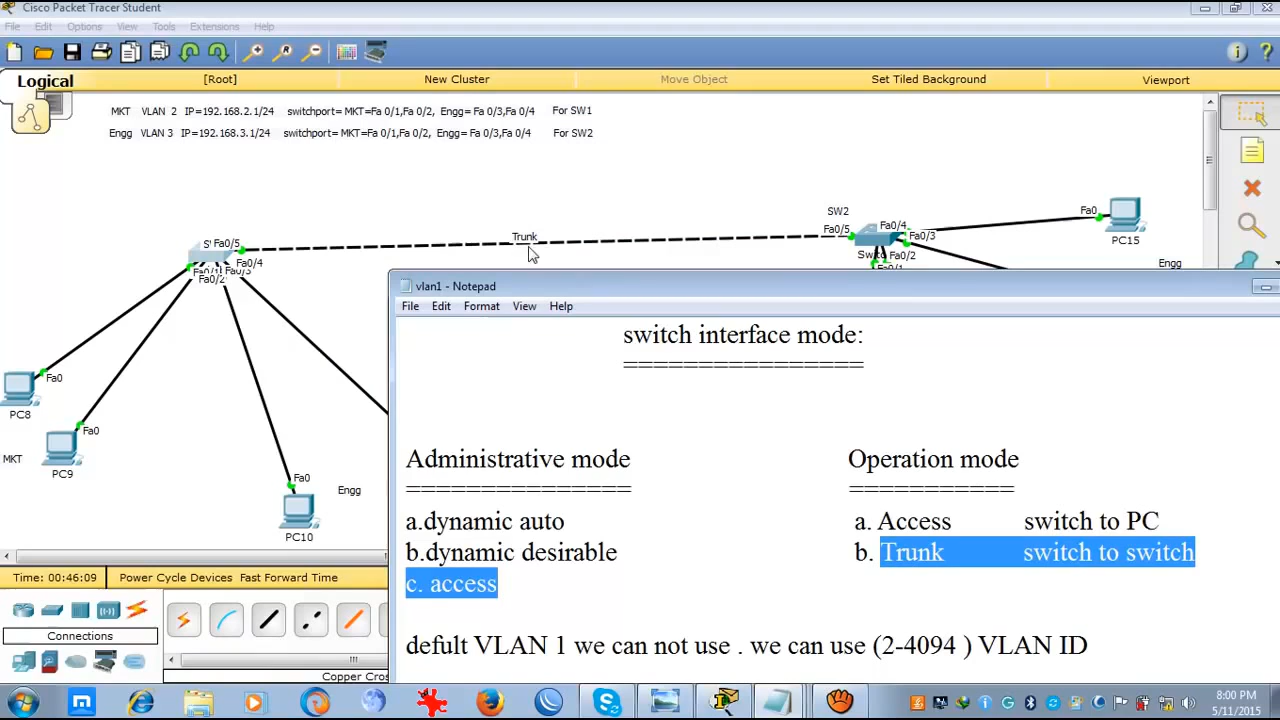 Cisco Packet Tracer Student
File Edit Options View Tools Extensions Help
Logical [Root] New Cluster Move Object Set Tiled Background Viewport
MKT VLAN 2 IP=192.168.2.1/24 switchport= MKT=Fa 0/1,Fa 0/2, Engg= Fa 0/3,Fa 0/4 For SW1
Engg VLAN 3 IP=192.168.3.1/24 switchport= MKT=Fa 0/1,Fa 0/2, Engg= Fa 0/3,Fa 0/4 For SW2
Trunk
SW2
Fa0/5
Fa0/4
Fa0/3
Fa0/2
Fa0/1
Fa0
PC15
Engg
Fa0/5
Fa0/4
Fa0/3
Fa0/1
Fa0/2
Fa0
PC8
Fa0
MKT
PC9
Fa0
Engg
PC10
vlan1 - Notepad
File Edit Format View Help
switch interface mode:
================
Administrative mode Operation mode
=============== ===========
a.dynamic auto a. Access switch to PC
b.dynamic desirable b. Trunk switch to switch
c. access
defult VLAN 1 we can not use . we can use (2-4094 ) VLAN ID
Time: 00:46:09 Power Cycle Devices Fast Forward Time
Connections
Copper Cros
8:00 PM
5/11/2015